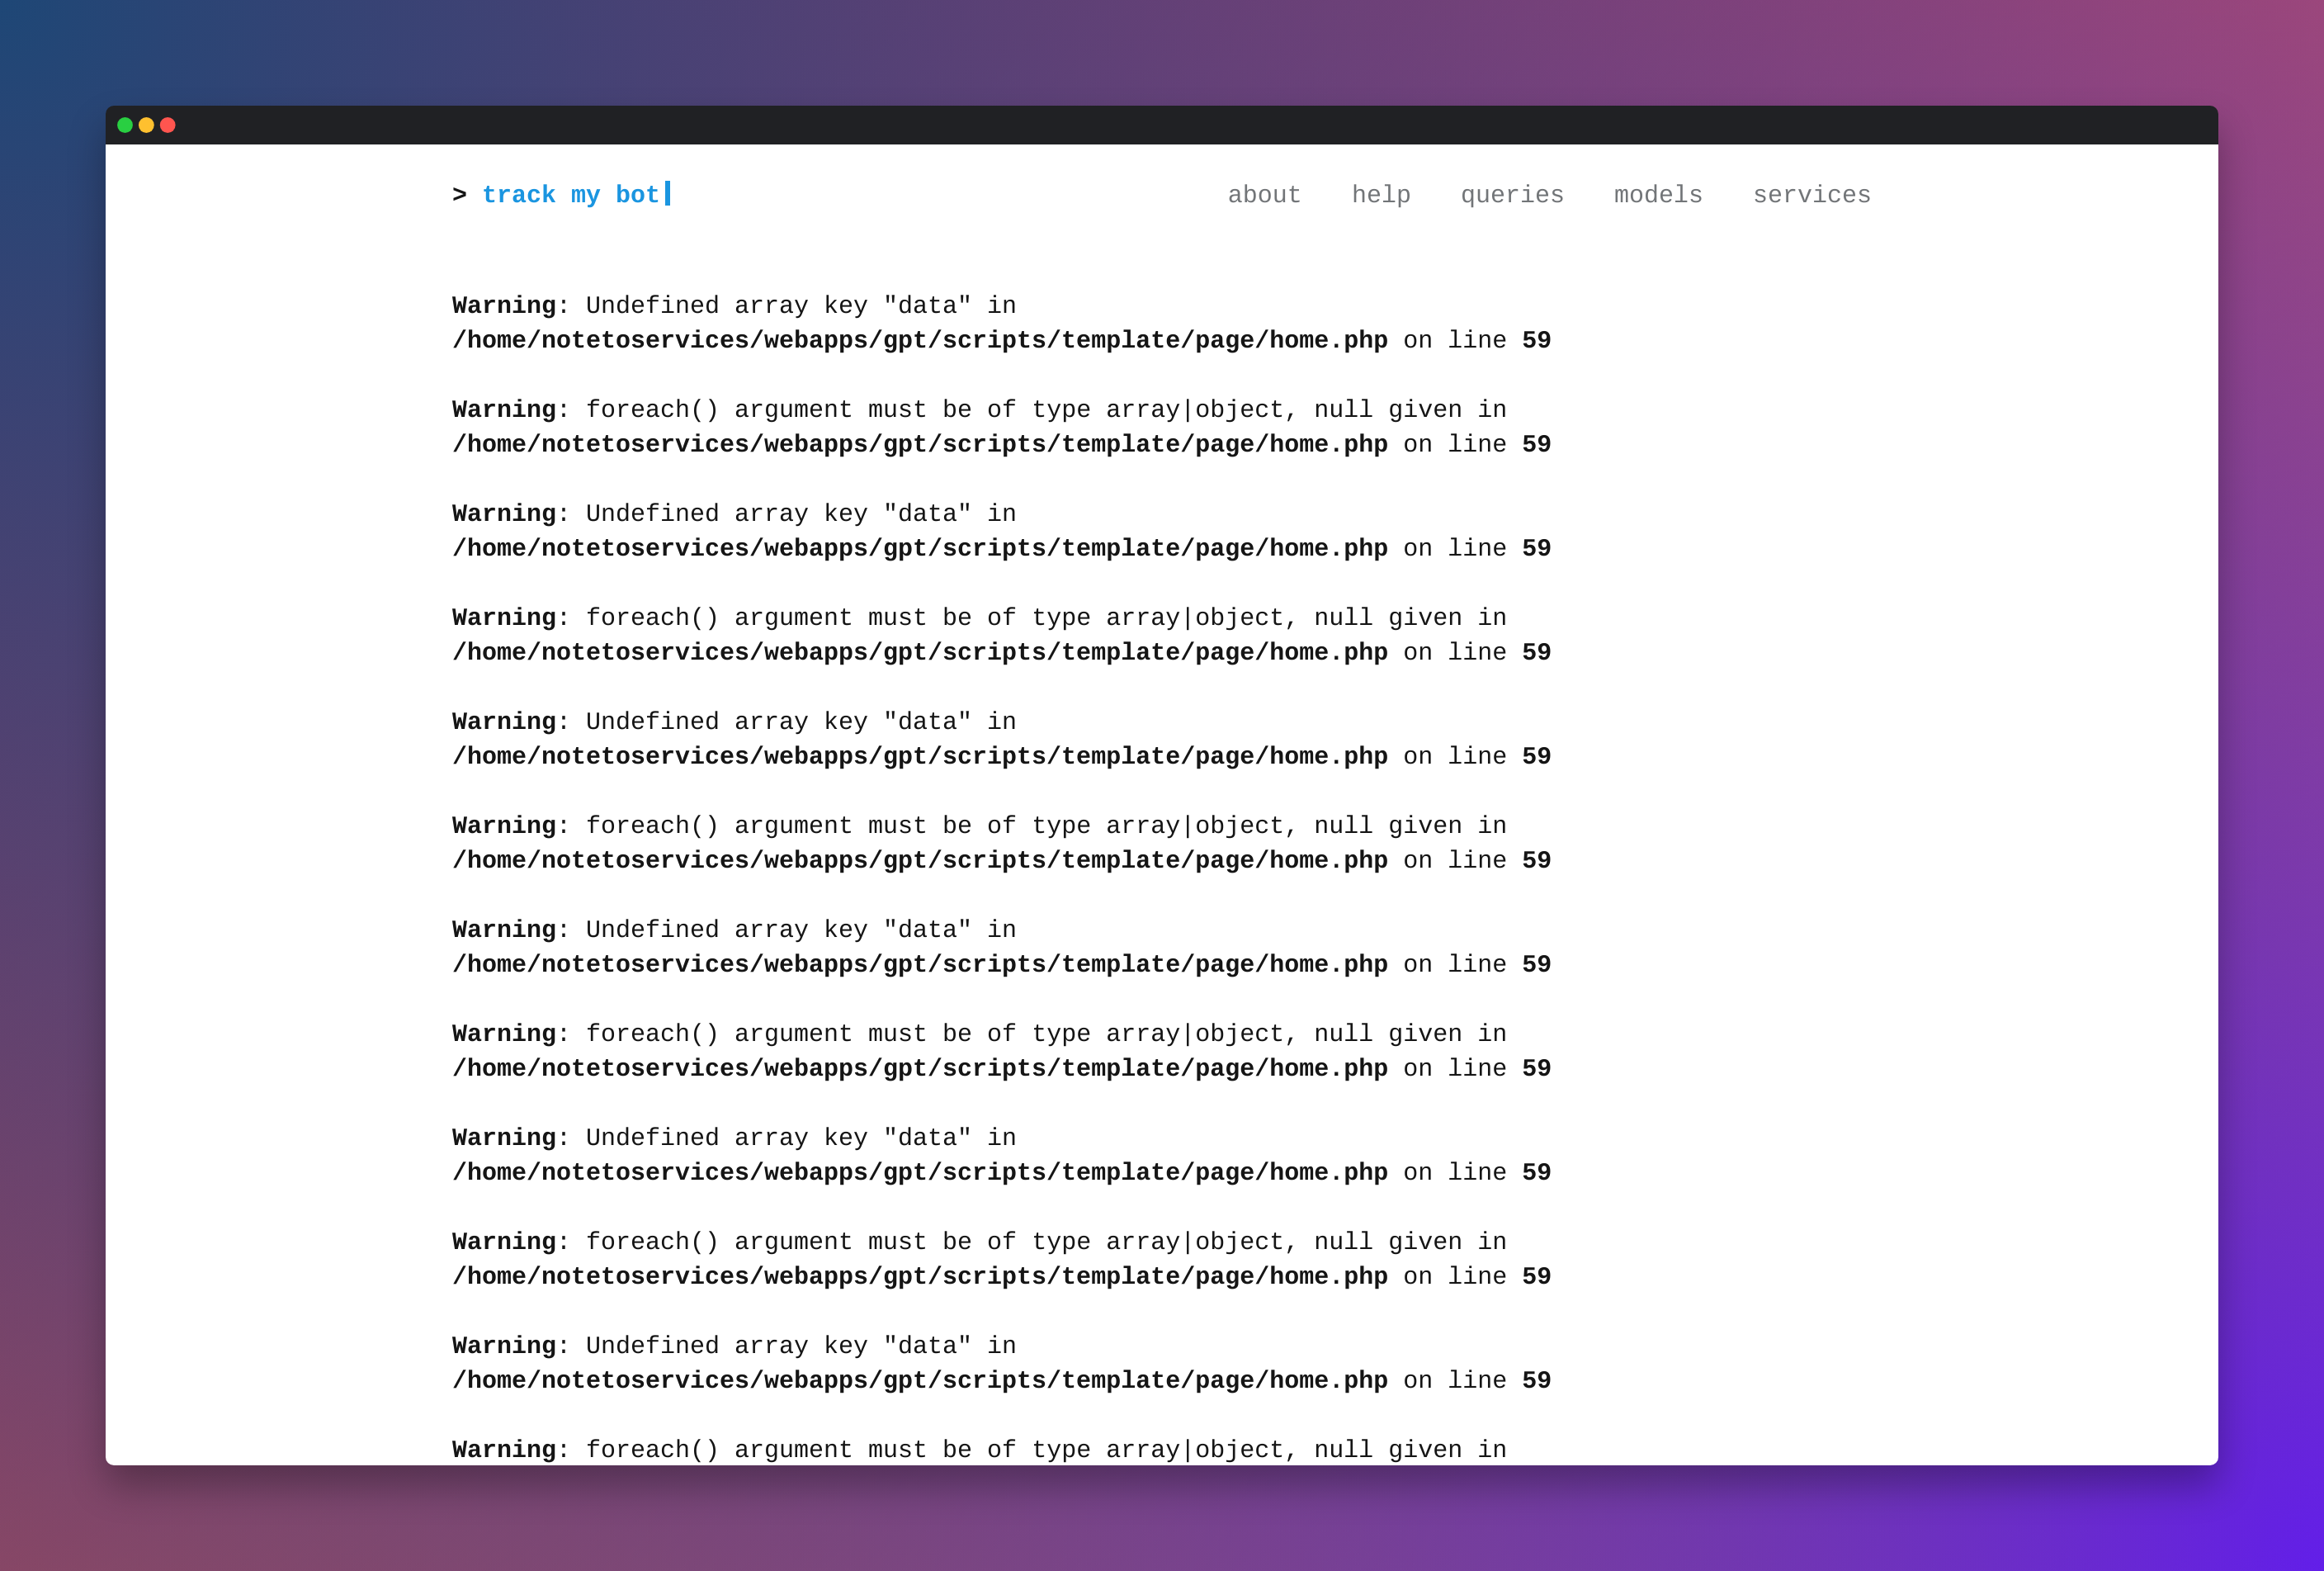 > track my bot
about help queries models services
Warning: Undefined array key "data" in
/home/notetoservices/webapps/gpt/scripts/template/page/home.php on line 59
Warning: foreach() argument must be of type array|object, null given in
/home/notetoservices/webapps/gpt/scripts/template/page/home.php on line 59
Warning: Undefined array key "data" in
/home/notetoservices/webapps/gpt/scripts/template/page/home.php on line 59
Warning: foreach() argument must be of type array|object, null given in
/home/notetoservices/webapps/gpt/scripts/template/page/home.php on line 59
Warning: Undefined array key "data" in
/home/notetoservices/webapps/gpt/scripts/template/page/home.php on line 59
Warning: foreach() argument must be of type array|object, null given in
/home/notetoservices/webapps/gpt/scripts/template/page/home.php on line 59
Warning: Undefined array key "data" in
/home/notetoservices/webapps/gpt/scripts/template/page/home.php on line 59
Warning: foreach() argument must be of type array|object, null given in
/home/notetoservices/webapps/gpt/scripts/template/page/home.php on line 59
Warning: Undefined array key "data" in
/home/notetoservices/webapps/gpt/scripts/template/page/home.php on line 59
Warning: foreach() argument must be of type array|object, null given in
/home/notetoservices/webapps/gpt/scripts/template/page/home.php on line 59
Warning: Undefined array key "data" in
/home/notetoservices/webapps/gpt/scripts/template/page/home.php on line 59
Warning: foreach() argument must be of type array|object, null given in